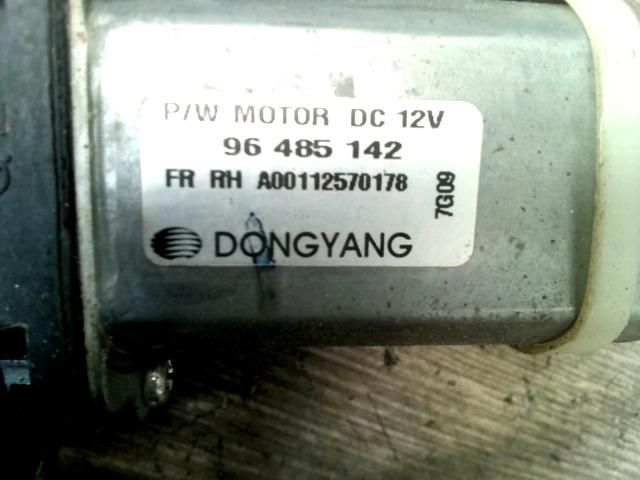 P/W MOTOR DC 12V
96 485 142
FR RH A00112570178
7G09
DONGYANG